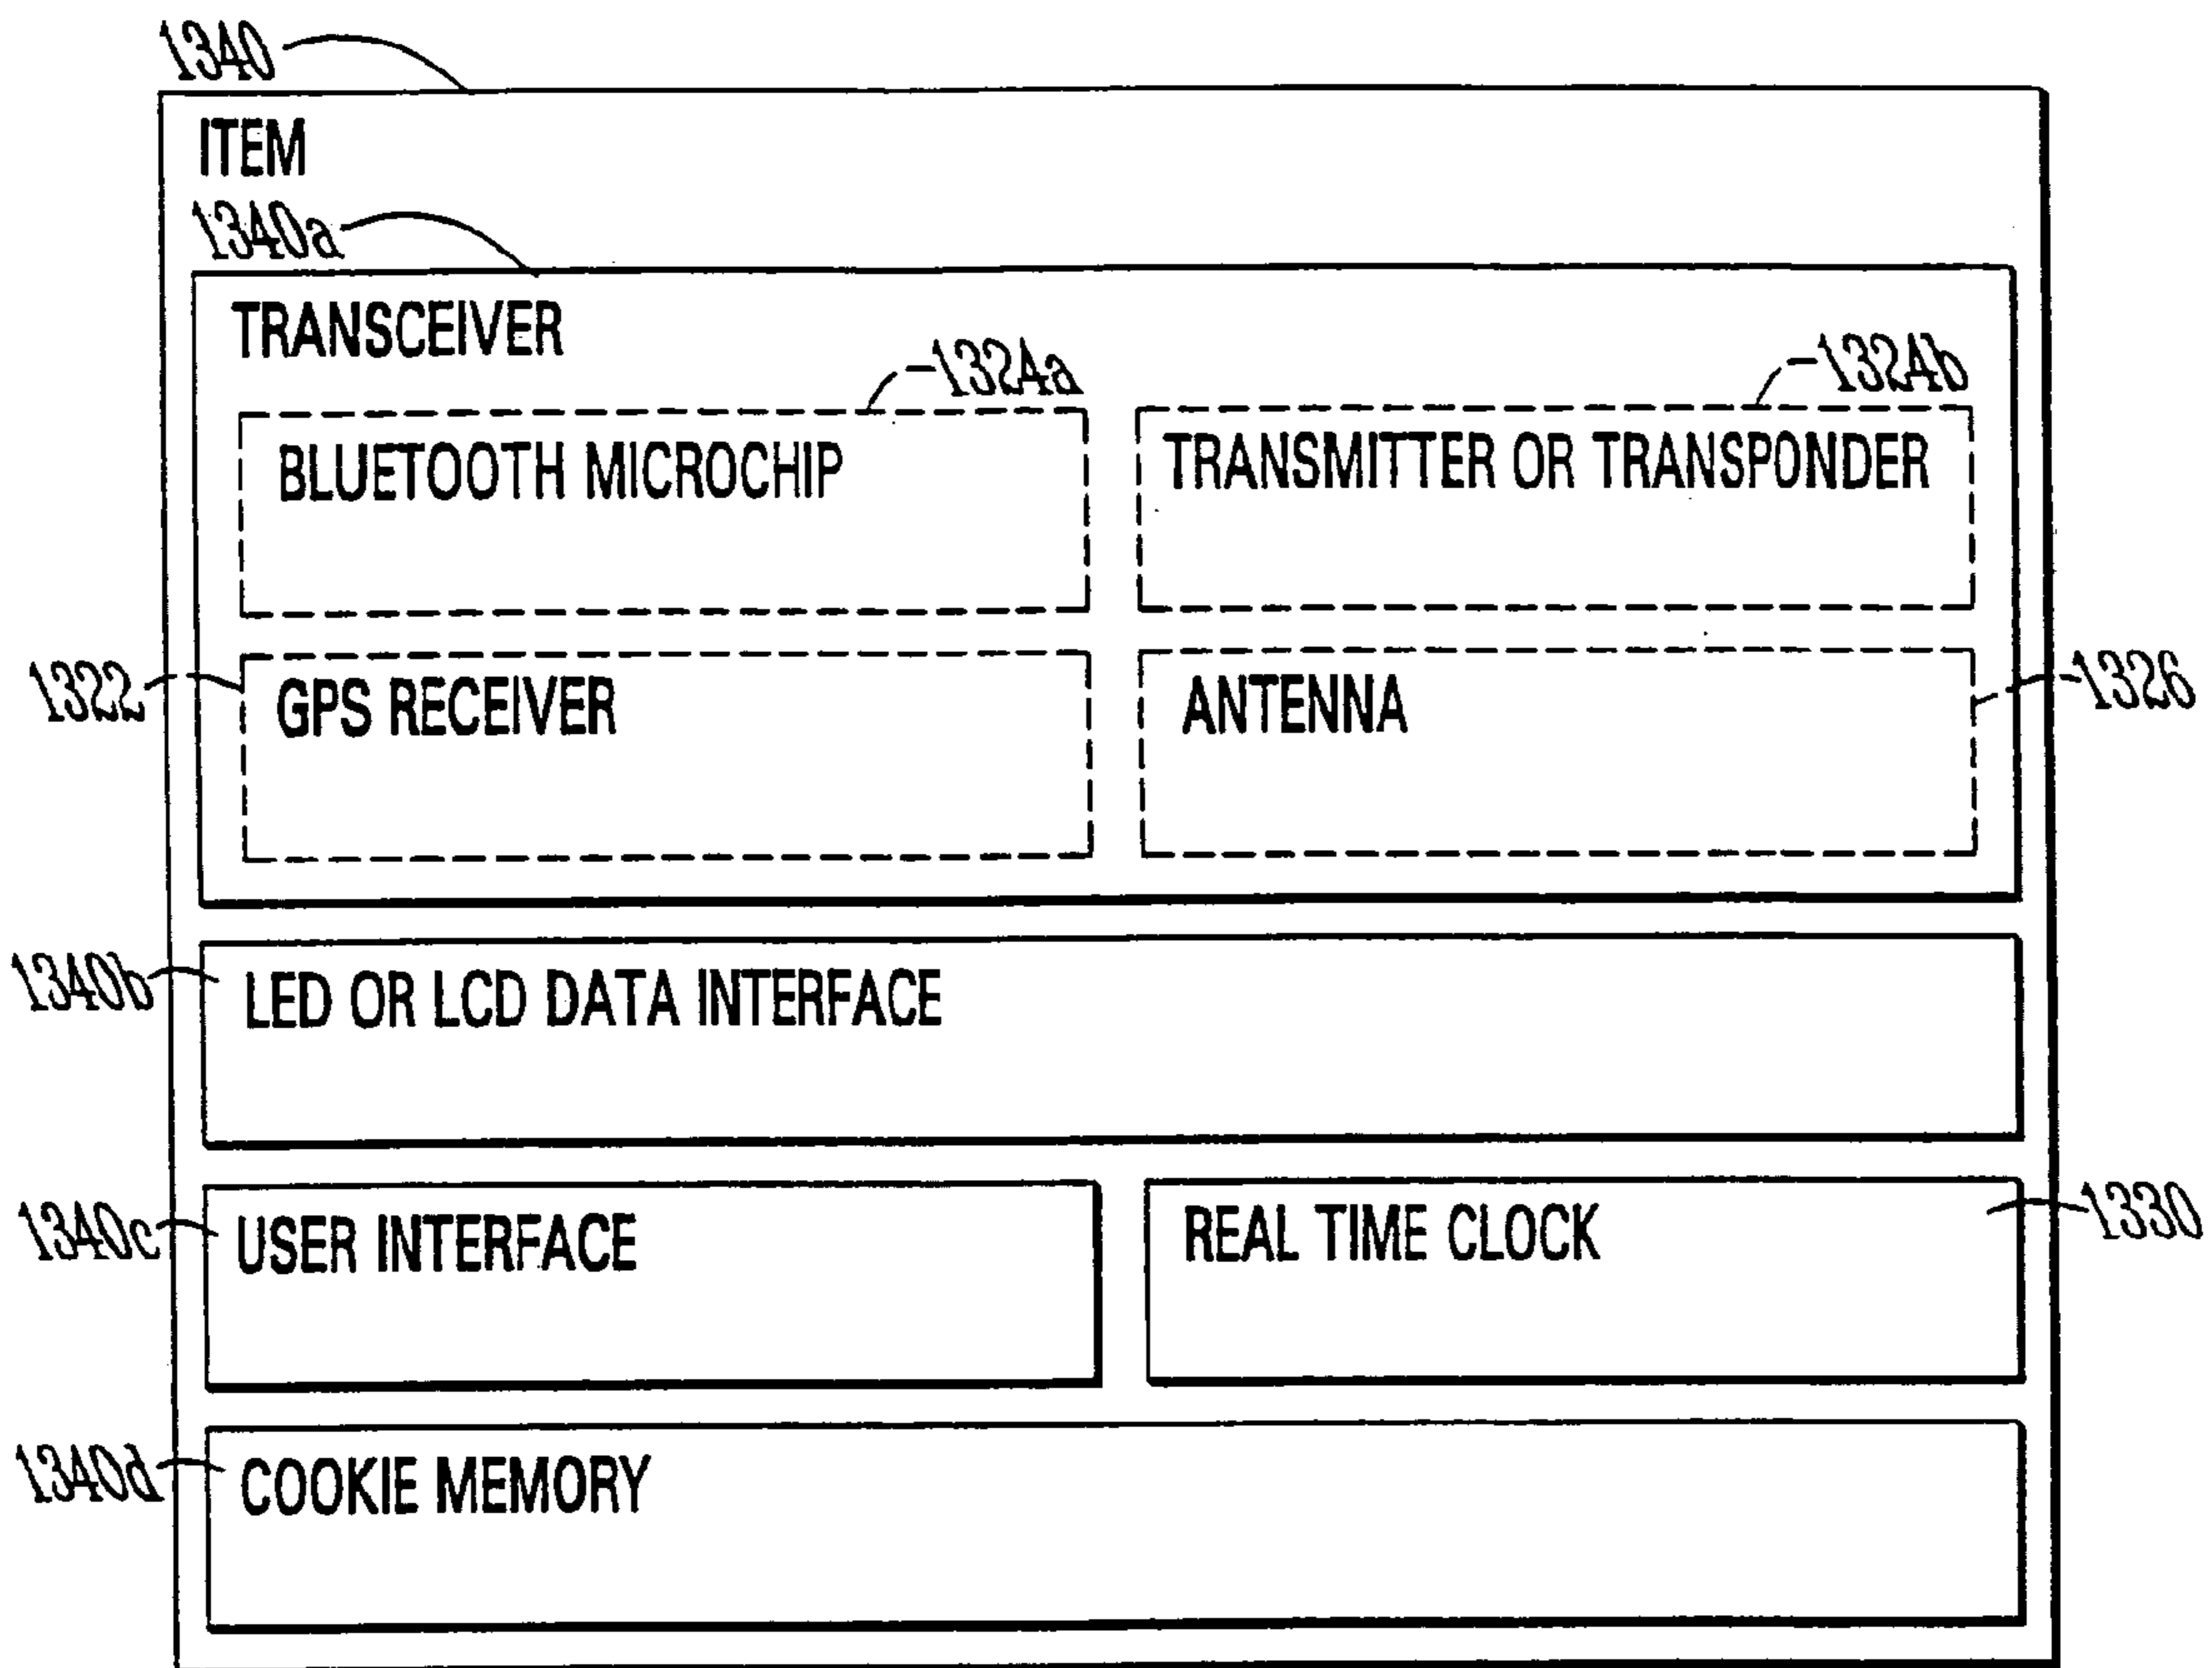 1340
ITEM
1340a
TRANSCEIVER
1324a
1324b
BLUETOOTH MICROCHIP
TRANSMITTER OR TRANSPONDER
1322
GPS RECEIVER
ANTENNA
1326
1340b
LED OR LCD DATA INTERFACE
1340c
USER INTERFACE
REAL TIME CLOCK
1330
1340d
COOKIE MEMORY